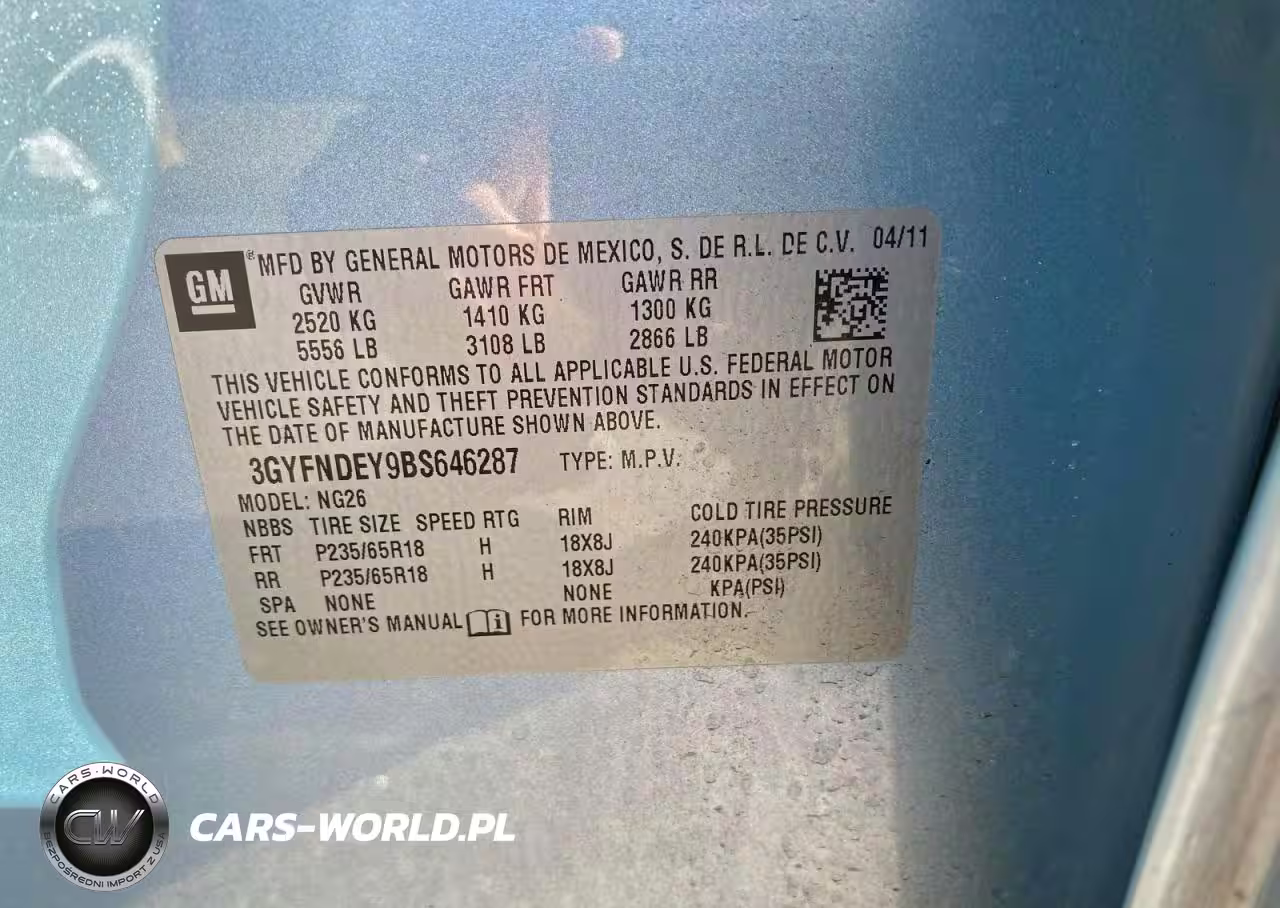 GM ® MFD BY GENERAL MOTORS DE MEXICO, S. DE R.L. DE C.V. 04/11
GVWR GAWR FRT GAWR RR
2520 KG 1410 KG 1300 KG
5556 LB 3108 LB 2866 LB
THIS VEHICLE CONFORMS TO ALL APPLICABLE U.S. FEDERAL MOTOR
VEHICLE SAFETY AND THEFT PREVENTION STANDARDS IN EFFECT ON
THE DATE OF MANUFACTURE SHOWN ABOVE.
3GYFNDEY9BS646287 TYPE: M.P.V.
MODEL: NG26
NBBS TIRE SIZE SPEED RTG RIM COLD TIRE PRESSURE
FRT P235/65R18 H 18X8J 240KPA(35PSI)
RR P235/65R18 H 18X8J 240KPA(35PSI)
SPA NONE NONE KPA(PSI)
SEE OWNER'S MANUAL i FOR MORE INFORMATION.
CARS-WORLD
CW
BEZPOŚREDNI IMPORT Z USA
CARS-WORLD.PL